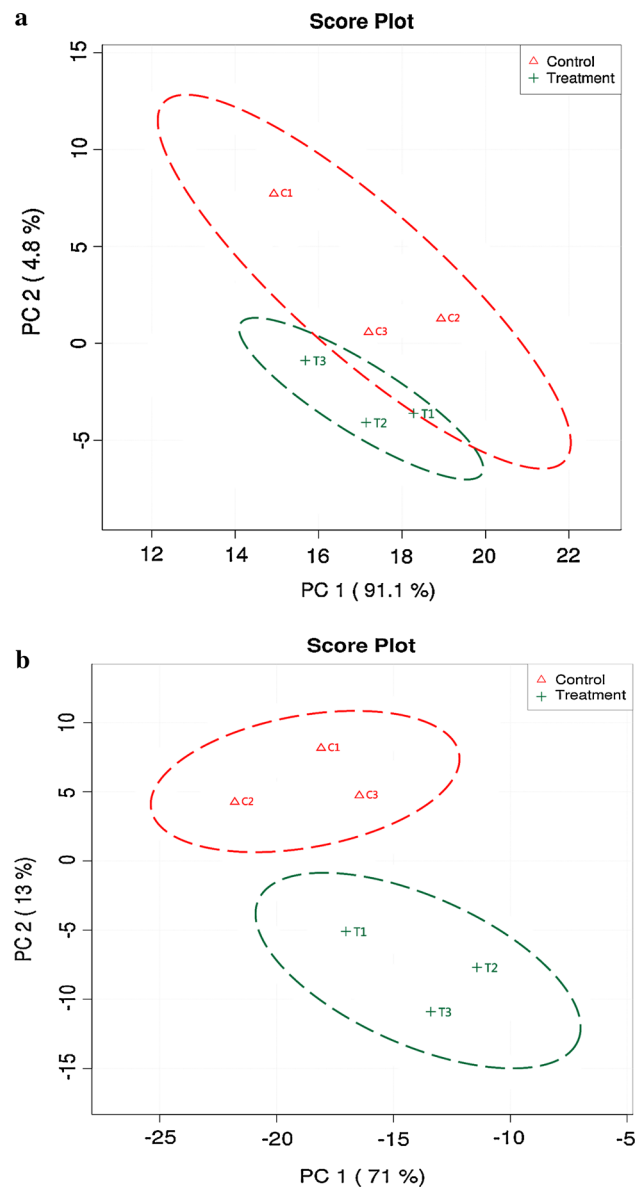 a
Score Plot
15
Control
Treatment
10
C1
5
C2
C3
0
T3
T1
T2
-5
PC 2 ( 4.8 %)
12 14 16 18 20 22
PC 1 ( 91.1 %)
b
Score Plot
Control
Treatment
10
C1
5
C2
C3
0
-5
T1
T2
-10
T3
-15
PC 2 ( 13 %)
-25 -20 -15 -10 -5
PC 1 ( 71 %)